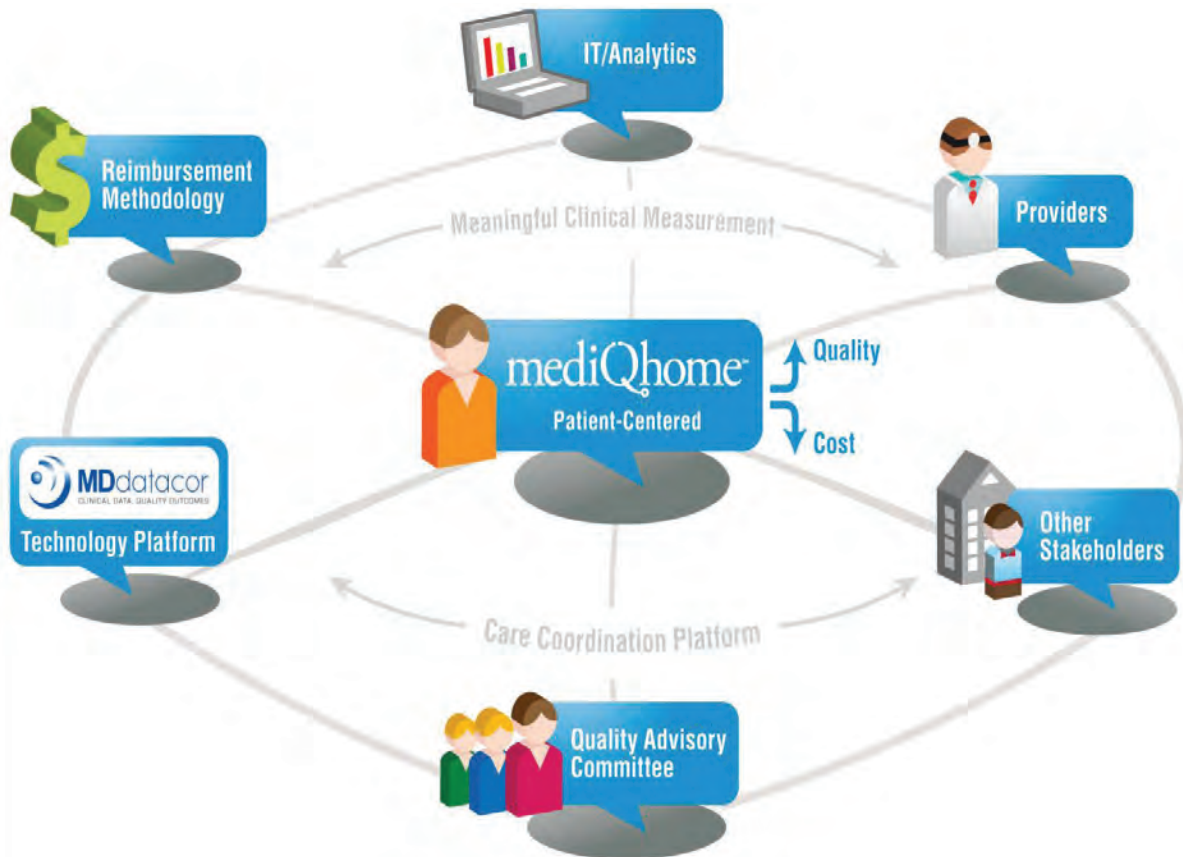 IT/Analytics
Reimbursement
Methodology
Providers
Meaningful Clinical Measurement
mediQhome™
Patient-Centered
Quality
Cost
MDdatacor
CLINICAL DATA. QUALITY OUTCOMES
Technology Platform
Other
Stakeholders
Care Coordination Platform
Quality Advisory
Committee